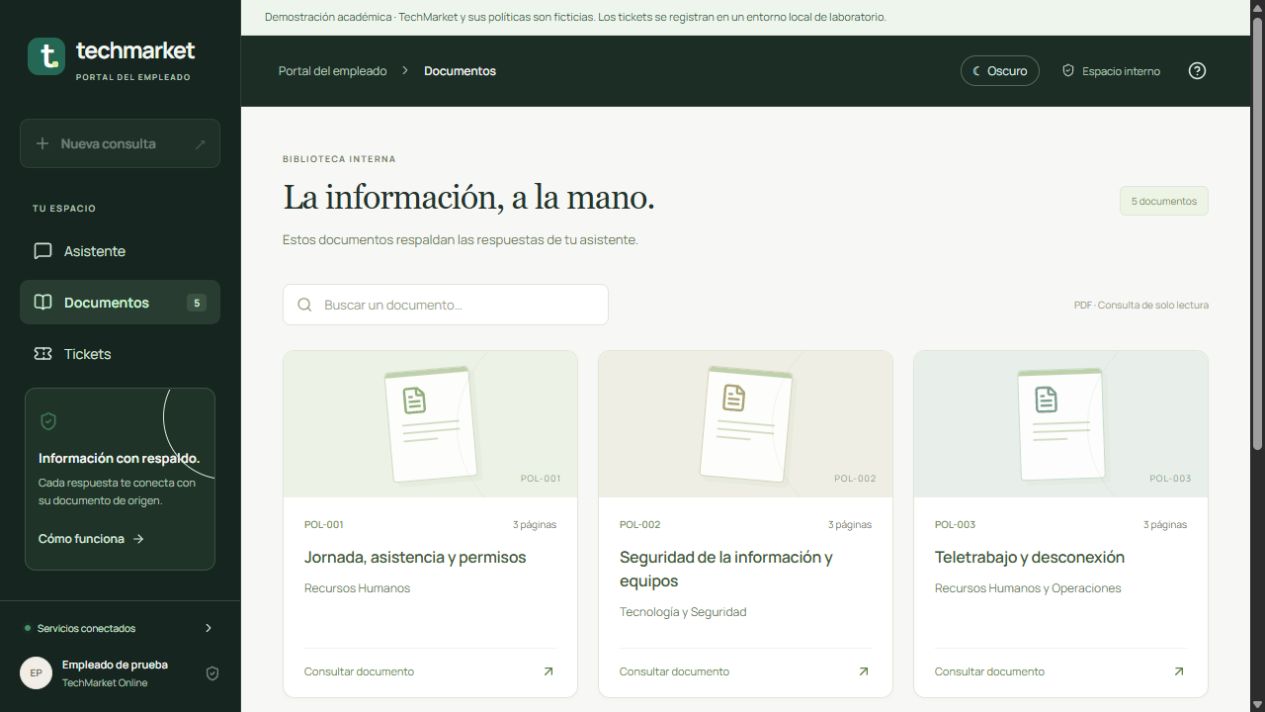 Demostración académica · TechMarket y sus políticas son ficticias. Los tickets se registran en un entorno local de laboratorio.
t.
techmarket
PORTAL DEL EMPLEADO
Nueva consulta
TU ESPACIO
Asistente
Documentos 5
Tickets
Información con respaldo.
Cada respuesta te conecta con
su documento de origen.
Cómo funciona
Servicios conectados
EP
Empleado de prueba
TechMarket Online
Portal del empleado
Documentos
Oscuro
Espacio interno
BIBLIOTECA INTERNA
La información, a la mano.
Estos documentos respaldan las respuestas de tu asistente.
5 documentos
Buscar un documento...
PDF · Consulta de solo lectura
POL-001
POL-001 3 páginas
Jornada, asistencia y permisos
Recursos Humanos
Consultar documento
POL-002
POL-002 3 páginas
Seguridad de la información y
equipos
Tecnología y Seguridad
Consultar documento
POL-003
POL-003 3 páginas
Teletrabajo y desconexión
Recursos Humanos y Operaciones
Consultar documento